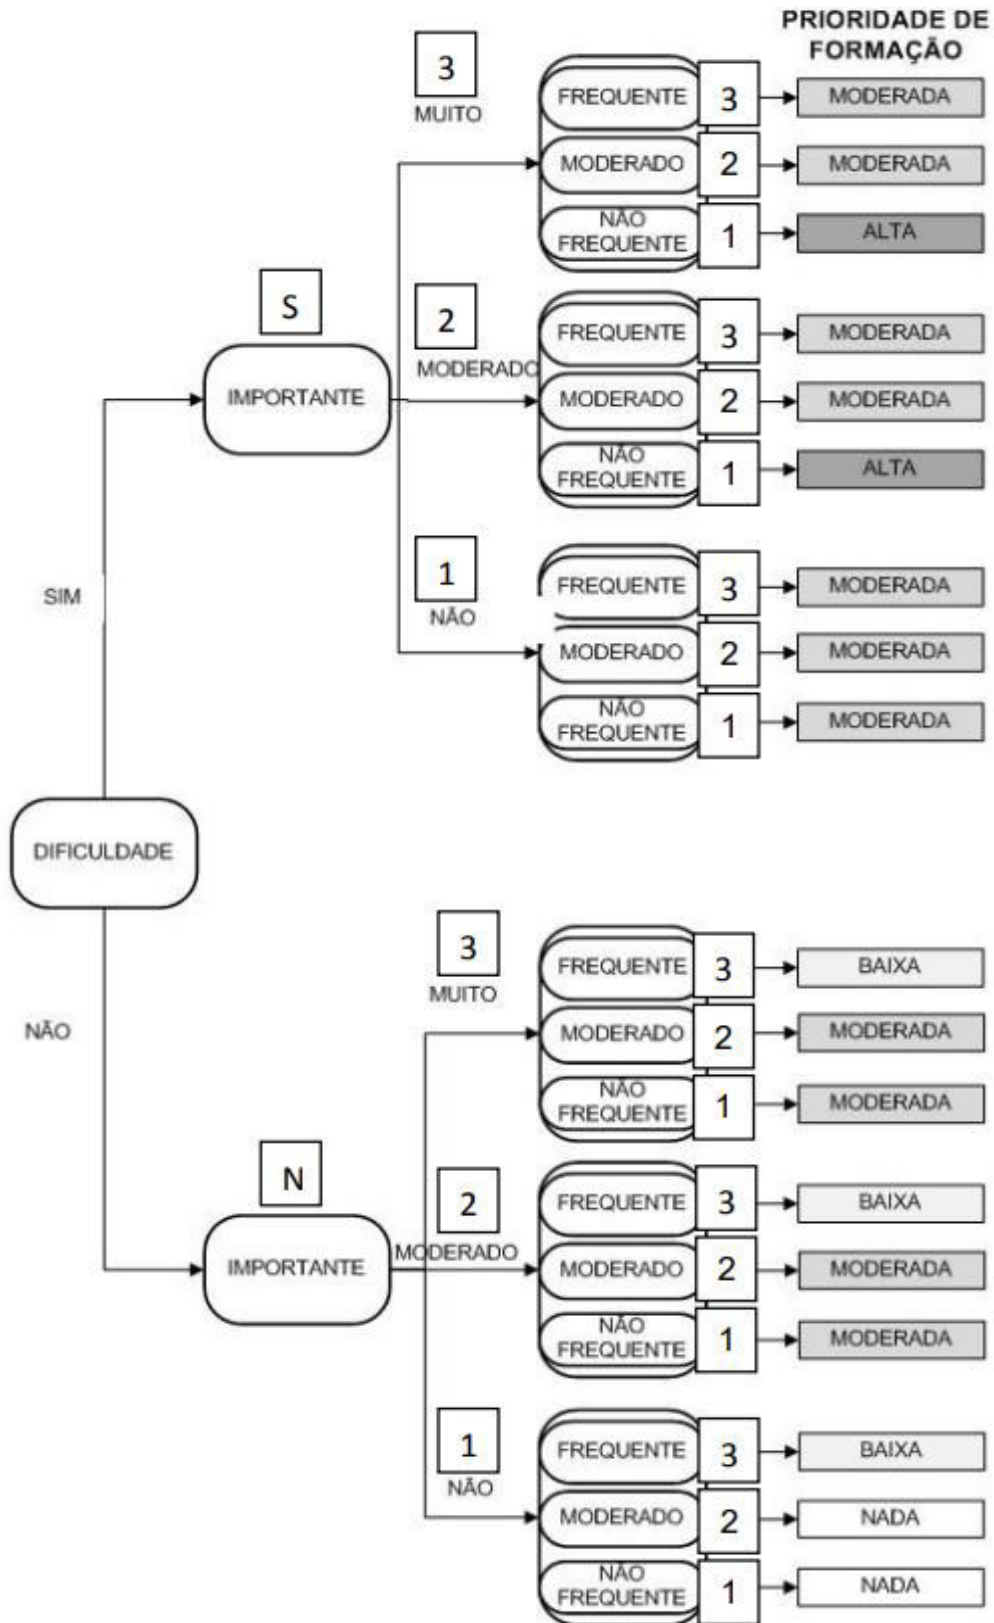 PRIORIDADE DE
FORMAÇÃO
3
MUITO
FREQUENTE 3 MODERADA
MODERADO 2 MODERADA
NÃO
FREQUENTE 1 ALTA
S
IMPORTANTE
2
MODERADO
FREQUENTE 3 MODERADA
MODERADO 2 MODERADA
NÃO
FREQUENTE 1 ALTA
1
NÃO
FREQUENTE 3 MODERADA
MODERADO 2 MODERADA
NÃO
FREQUENTE 1 MODERADA
SIM
DIFICULDADE
NÃO
3
MUITO
FREQUENTE 3 BAIXA
MODERADO 2 MODERADA
NÃO
FREQUENTE 1 MODERADA
N
IMPORTANTE
2
MODERADO
FREQUENTE 3 BAIXA
MODERADO 2 MODERADA
NÃO
FREQUENTE 1 MODERADA
1
NÃO
FREQUENTE 3 BAIXA
MODERADO 2 NADA
NÃO
FREQUENTE 1 NADA